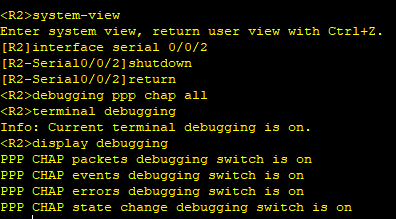 <R2>system-view
Enter system view, return user view with Ctrl+Z.
[R2]interface serial 0/0/2
[R2-Serial0/0/2]shutdown
[R2-Serial0/0/2]return
<R2>debugging ppp chap all
<R2>terminal debugging
Info: Current terminal debugging is on.
<R2>display debugging
PPP CHAP packets debugging switch is on
PPP CHAP events debugging switch is on
PPP CHAP errors debugging switch is on
PPP CHAP state change debugging switch is on